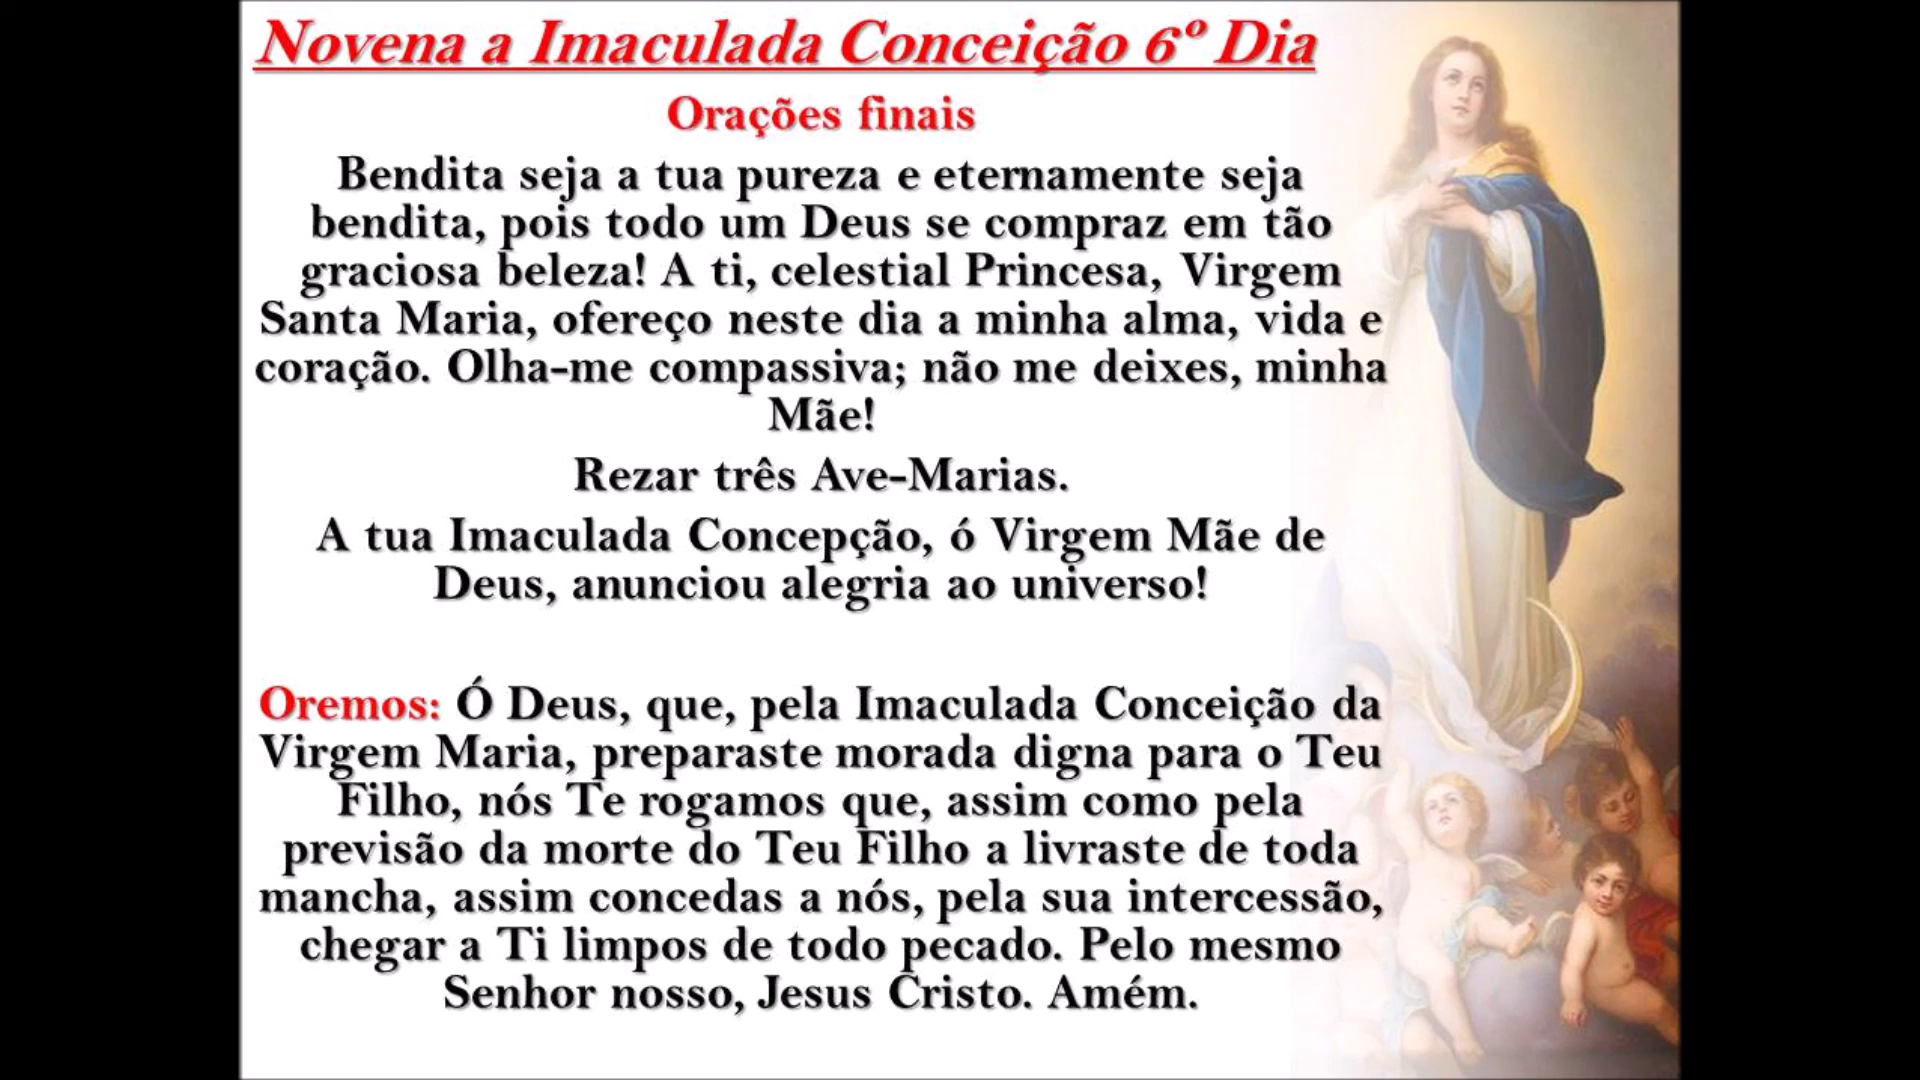 Novena a Imaculada Conceição 6º Dia
Orações finais
Bendita seja a tua pureza e eternamente seja
bendita, pois todo um Deus se compraz em tão
graciosa beleza! A ti, celestial Princesa, Virgem
Santa Maria, ofereço neste dia a minha alma, vida e
coração. Olha-me compassiva; não me deixes, minha
Mãe!
Rezar três Ave-Marias.
A tua Imaculada Concepção, ó Virgem Mãe de
Deus, anunciou alegria ao universo!
Oremos: Ó Deus, que, pela Imaculada Conceição da
Virgem Maria, preparaste morada digna para o Teu
Filho, nós Te rogamos que, assim como pela
previsão da morte do Teu Filho a livraste de toda
mancha, assim concedas a nós, pela sua intercessão,
chegar a Ti limpos de todo pecado. Pelo mesmo
Senhor nosso, Jesus Cristo. Amém.